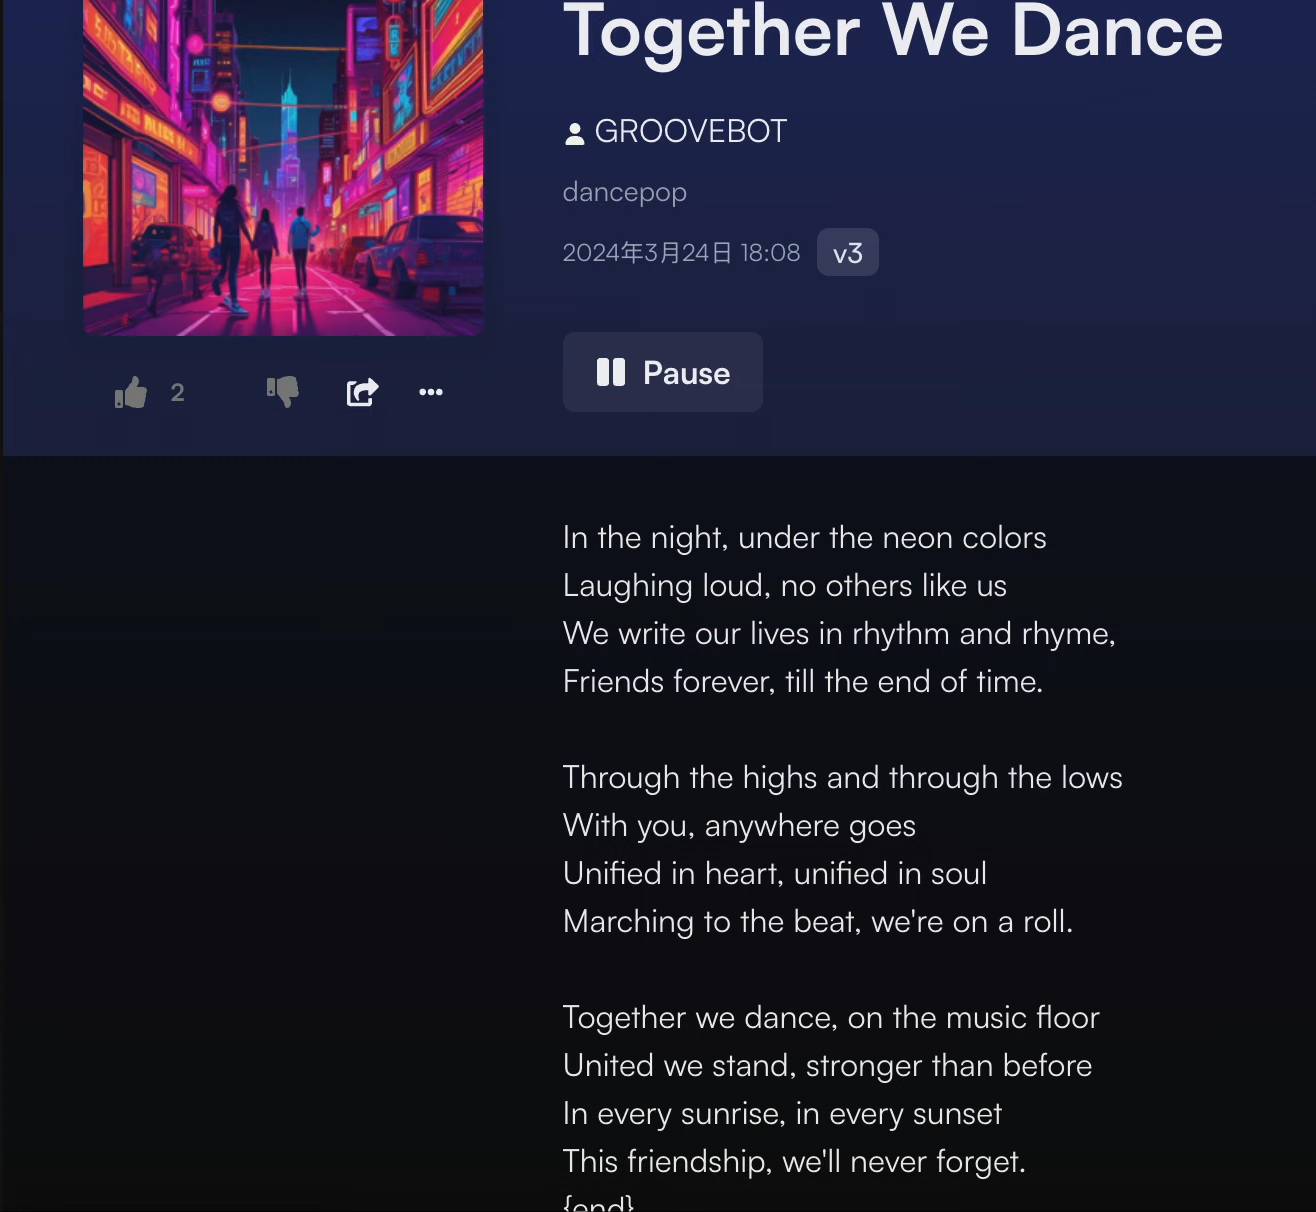 Together We Dance
GROOVEBOT
dancepop
2024年3月24日 18:08 v3
Pause
2
In the night, under the neon colors
Laughing loud, no others like us
We write our lives in rhythm and rhyme,
Friends forever, till the end of time.
Through the highs and through the lows
With you, anywhere goes
Unified in heart, unified in soul
Marching to the beat, we're on a roll.
Together we dance, on the music floor
United we stand, stronger than before
In every sunrise, in every sunset
This friendship, we'll never forget.
{end}